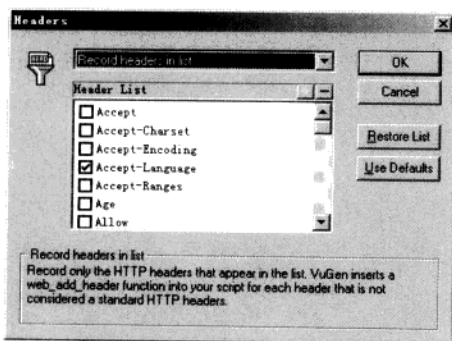 Headers
Record headers in list
OK
Header List
Cancel
Accept
Accept-Charset
Accept-Encoding
Restore List
Accept-Language
Use Defaults
Accept-Ranges
Age
Allow
Record headers in list
Record only the HTTP headers that appear in the list. VuGen inserts a
web_add_header function into your script for each header that is not
considered a standard HTTP headers.